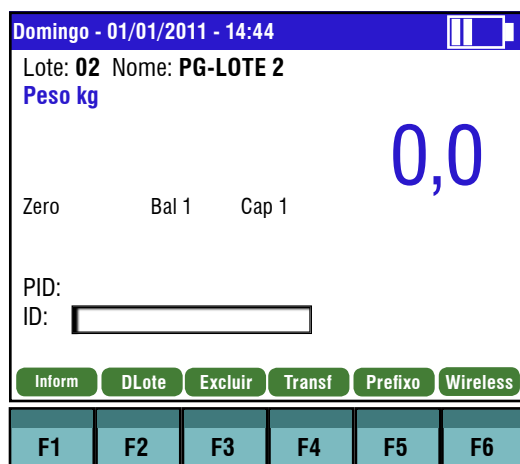 Domingo - 01/01/2011 - 14:44
Lote: 02 Nome: PG-LOTE 2
Peso kg
0,0
Zero Bal 1 Cap 1
PID:
ID:
Inform DLote Excluir Transf Prefixo Wireless
F1 F2 F3 F4 F5 F6